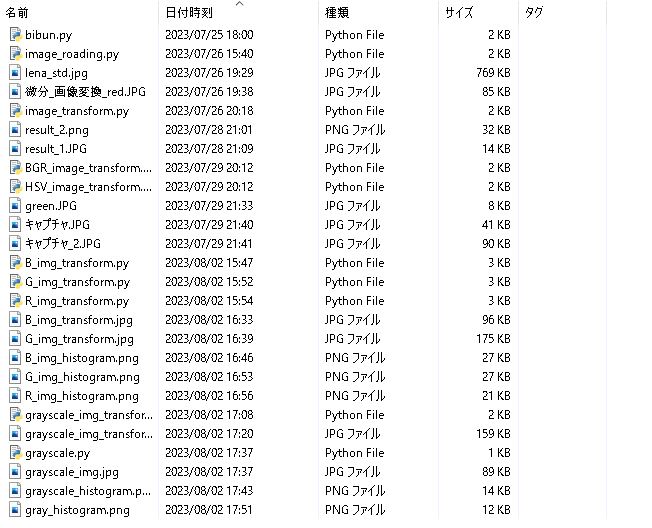 名前 日付時刻 種類 サイズ タグ
bibun.py 2023/07/25 18:00 Python File 2 KB
image_roading.py 2023/07/26 15:40 Python File 2 KB
lena_std.jpg 2023/07/26 19:29 JPG ファイル 769 KB
微分_画像変換_red.JPG 2023/07/26 19:38 JPG ファイル 85 KB
image_transform.py 2023/07/26 20:18 Python File 2 KB
result_2.png 2023/07/28 21:01 PNG ファイル 32 KB
result_1.JPG 2023/07/28 21:09 JPG ファイル 14 KB
BGR_image_transform.... 2023/07/29 20:12 Python File 2 KB
HSV_image_transform.... 2023/07/29 20:12 Python File 2 KB
green.JPG 2023/07/29 21:33 JPG ファイル 8 KB
キャプチャ.JPG 2023/07/29 21:40 JPG ファイル 41 KB
キャプチャ_2.JPG 2023/07/29 21:41 JPG ファイル 90 KB
B_img_transform.py 2023/08/02 15:47 Python File 3 KB
G_img_transform.py 2023/08/02 15:52 Python File 3 KB
R_img_transform.py 2023/08/02 15:54 Python File 3 KB
B_img_transform.jpg 2023/08/02 16:33 JPG ファイル 96 KB
G_img_transform.jpg 2023/08/02 16:39 JPG ファイル 175 KB
B_img_histogram.png 2023/08/02 16:46 PNG ファイル 27 KB
G_img_histogram.png 2023/08/02 16:53 PNG ファイル 27 KB
R_img_histogram.png 2023/08/02 16:56 PNG ファイル 21 KB
grayscale_img_transfor... 2023/08/02 17:08 Python File 2 KB
grayscale_img_transfor... 2023/08/02 17:20 JPG ファイル 159 KB
grayscale.py 2023/08/02 17:37 Python File 1 KB
grayscale_img.jpg 2023/08/02 17:37 JPG ファイル 89 KB
grayscale_histogram.p... 2023/08/02 17:43 PNG ファイル 14 KB
gray_histogram.png 2023/08/02 17:51 PNG ファイル 12 KB